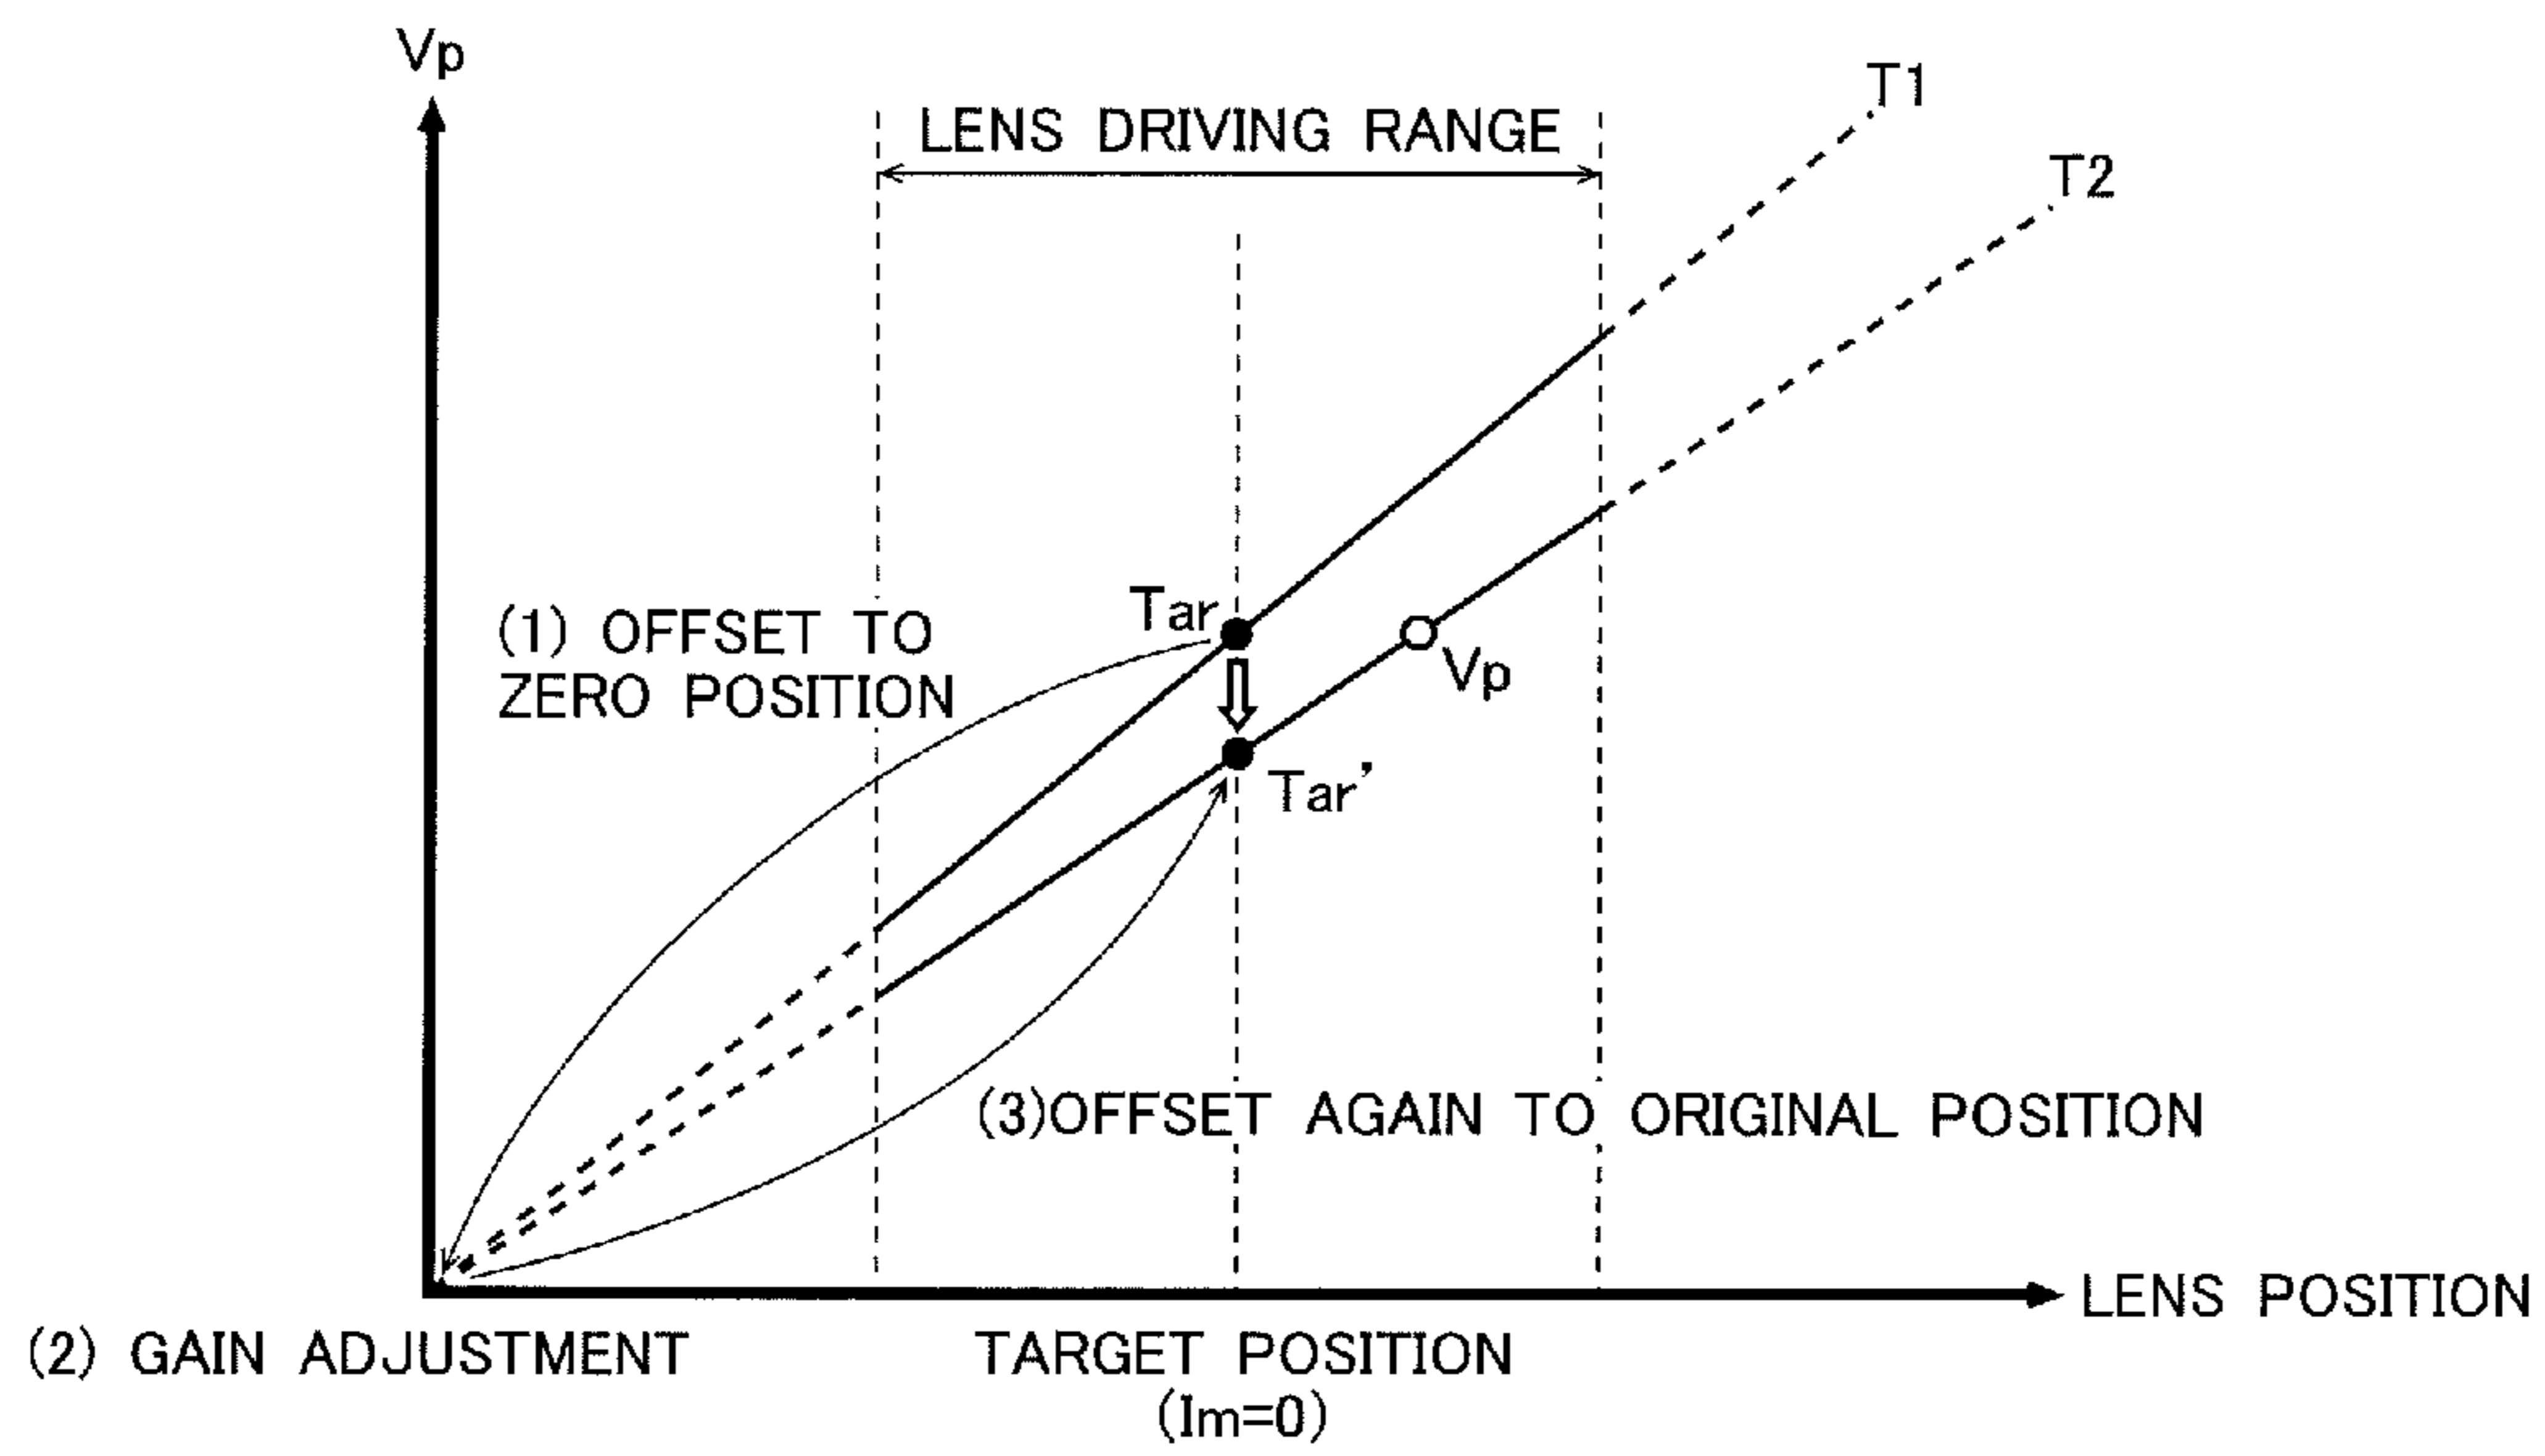 Vp
T1
LENS DRIVING RANGE
T2
Tar
(1) OFFSET TO
ZERO POSITION
Vp
Tar’
(3)OFFSET AGAIN TO ORIGINAL POSITION
LENS POSITION
(2) GAIN ADJUSTMENT
TARGET POSITION
(Im=0)